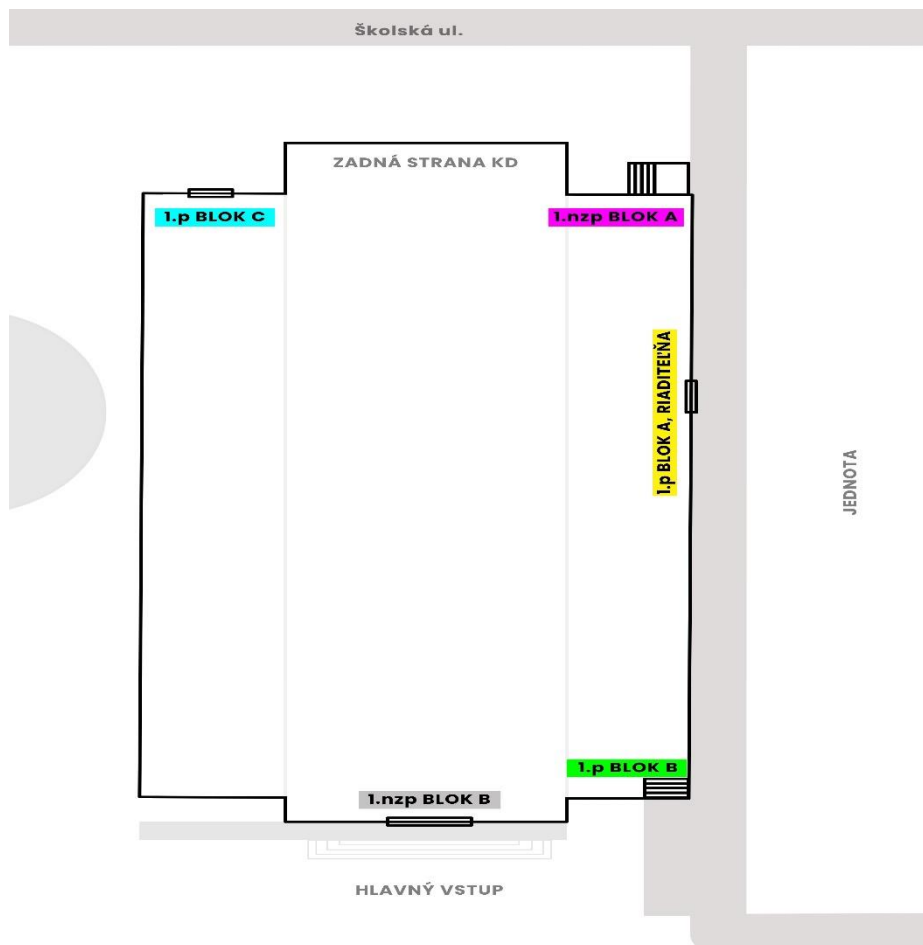 Školská ul.
ZADNÁ STRANA KD
1.p BLOK C
1.nzp BLOK A
1.p BLOK A, RIADITEĽŇA
JEDNOTA
1.p BLOK B
1.nzp BLOK B
HLAVNÝ VSTUP